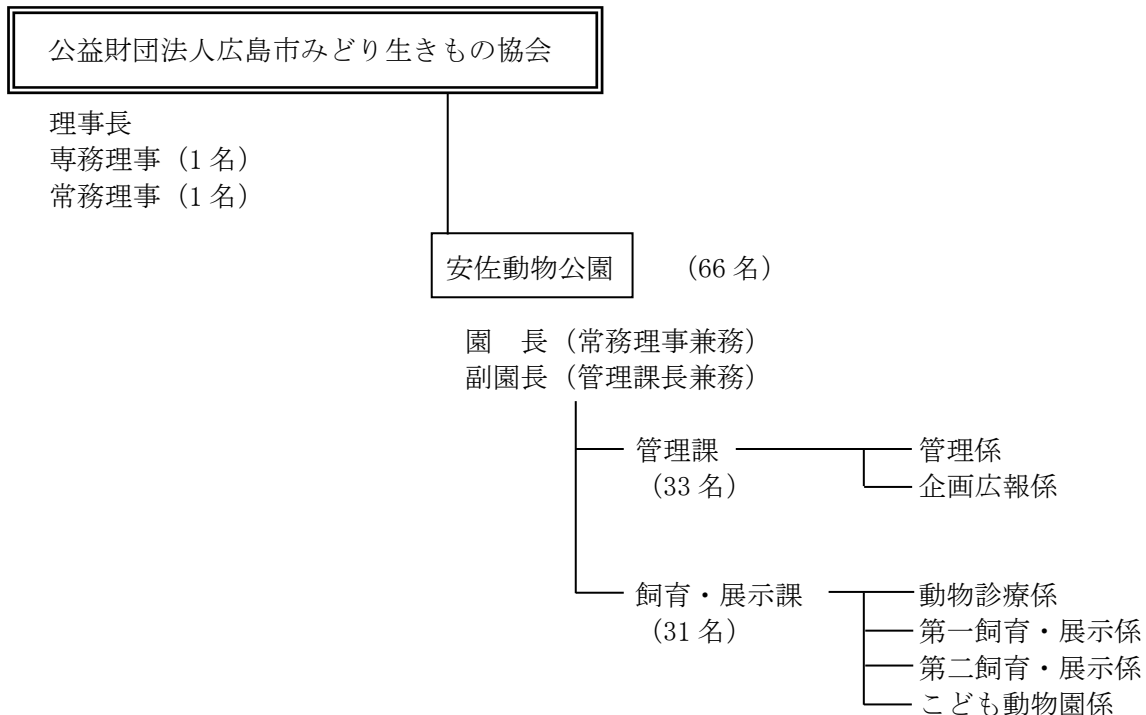 公益財団法人広島市みどり生きもの協会
理事長
専務理事（1名）
常務理事（1名）
安佐動物公園　（66名）
園　長（常務理事兼務）
副園長（管理課長兼務）
管理課
（33名）
管理係
企画広報係
飼育・展示課
（31名）
動物診療係
第一飼育・展示係
第二飼育・展示係
こども動物園係